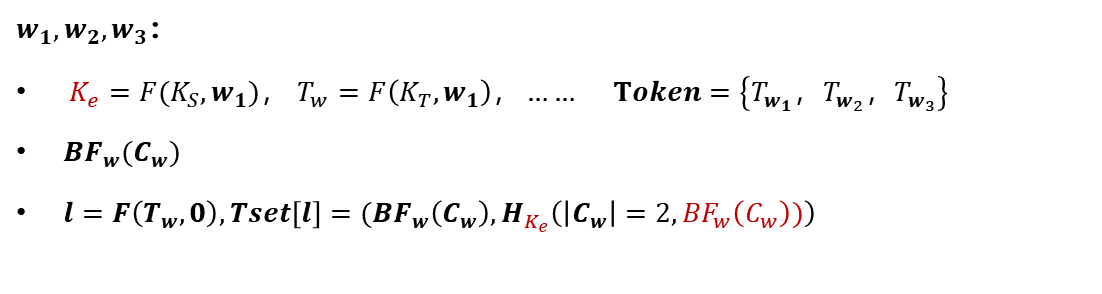 w₁, w₂, w₃:
• Kₑ = F(K_S, w₁), T_w = F(K_T, w₁), … … Token = {T_w₁, T_w₂, T_w₃}
• BF_w(C_w)
• l = F(T_w, 0), Tset[l] = (BF_w(C_w), H_Kₑ(|C_w| = 2, BF_w(C_w)))